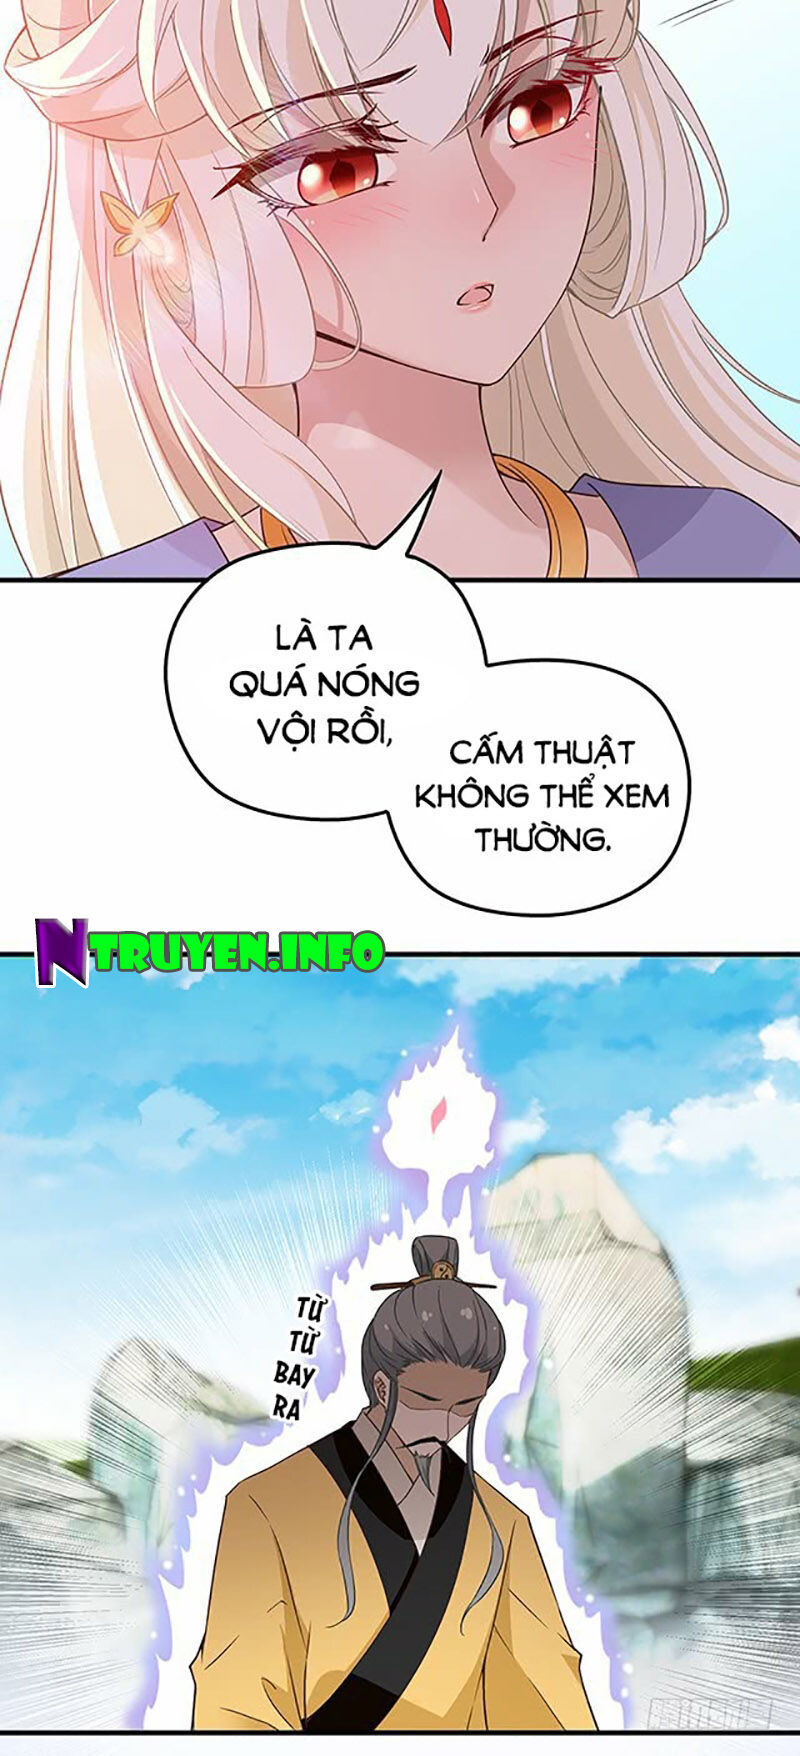 LÀ TA
QUÁ NÓNG
VỘI RỒI,
CẤM THUẬT
KHÔNG THỂ XEM
THƯỜNG.
NTRUYEN.INFO
TỪ
TỪ
BAY
RA